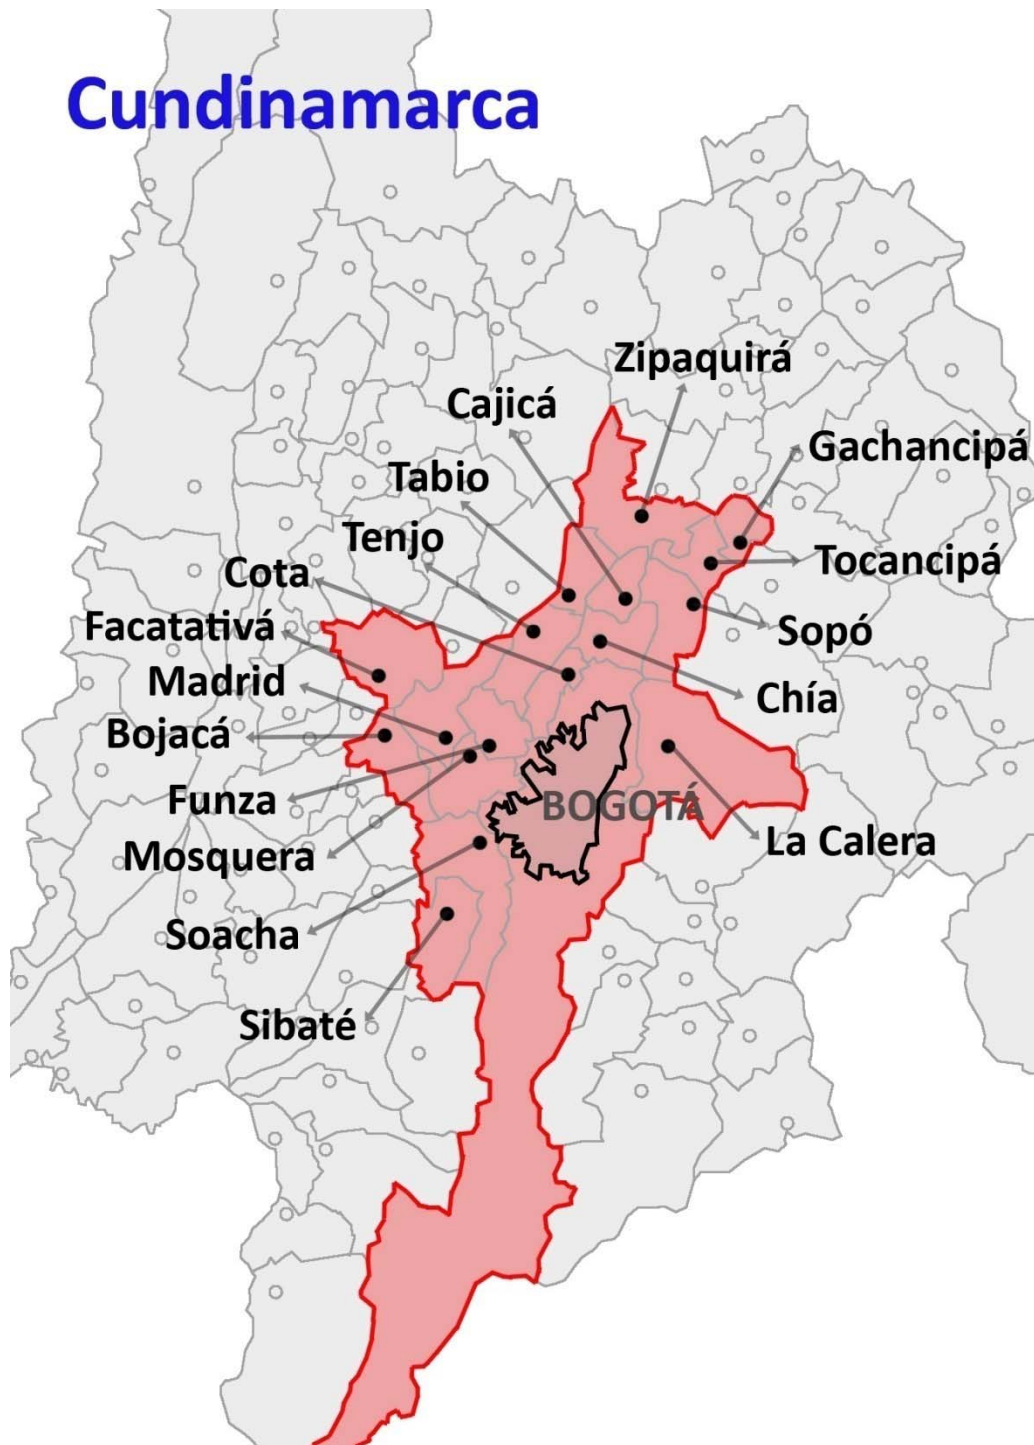 Cundinamarca
Zipaquirá
Cajicá
Gachancipá
Tabio
Tenjo
Tocancipá
Cota
Facatativá
Sopó
Madrid
Chía
Bojacá
Funza
BOGOTÁ
La Calera
Mosquera
Soacha
Sibaté